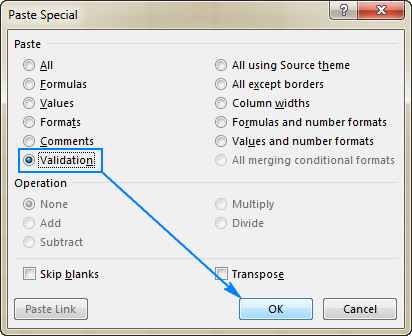 Paste Special
?
Paste
All
All using Source theme
Formulas
All except borders
Values
Column widths
Formats
Formulas and number formats
Comments
Values and number formats
Validation
All merging conditional formats
Operation
None
Multiply
Add
Divide
Subtract
Skip blanks
Transpose
Paste Link
OK
Cancel